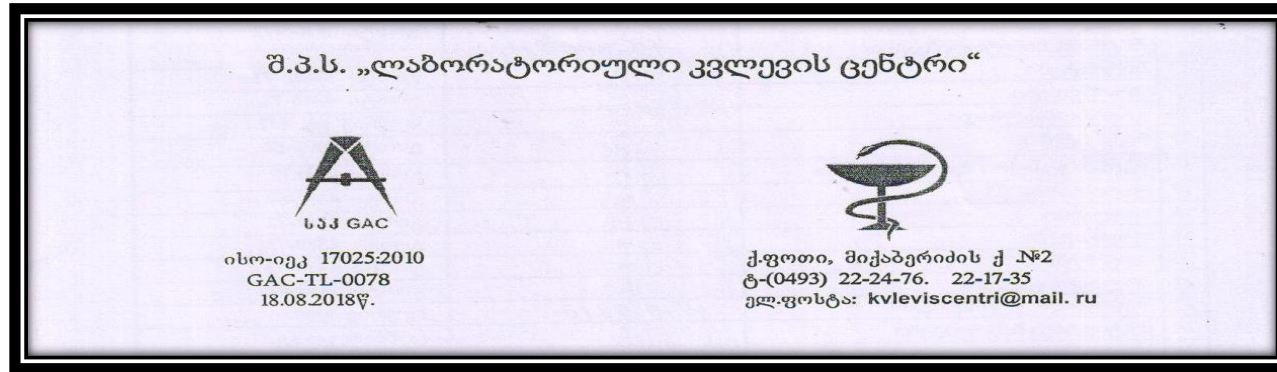 შ.პ.ს. „ლაბორატორიული კვლევის ცენტრი“
საკ GAC
ისო-იეკ 17025:2010
GAC-TL-0078
18.08.2018წ.
ქ.ფოთი, მიქაბერიძის ქ №2
ტ-(0493) 22-24-76. 22-17-35
ელ.ფოსტა: kvleviscentri@mail. ru